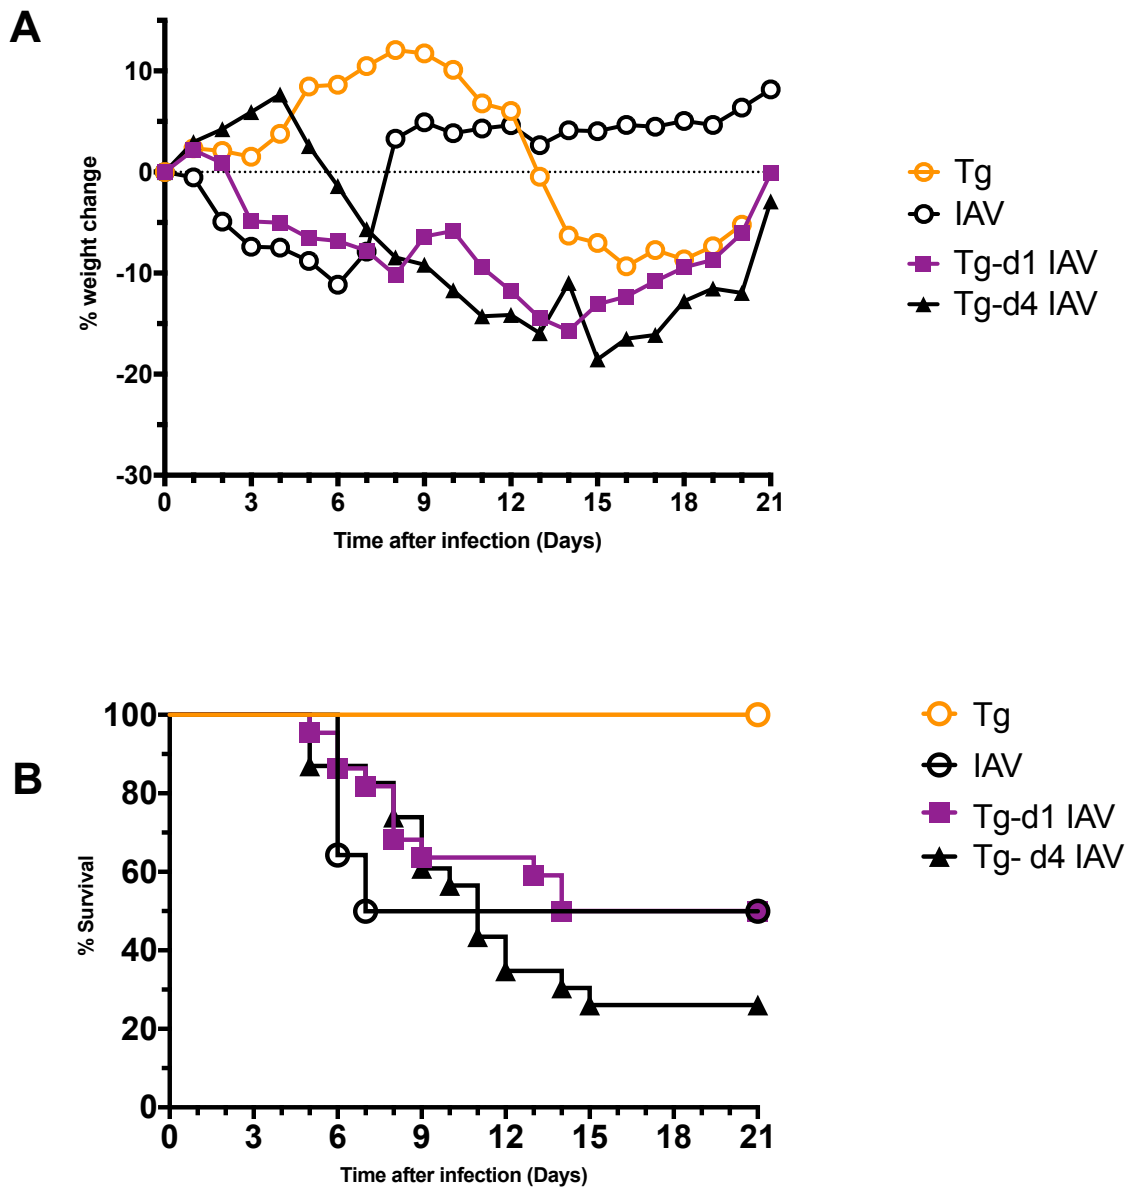 A
% weight change
10
0
-10
-20
-30
0 3 6 9 12 15 18 21
Time after infection (Days)
Tg
IAV
Tg-d1 IAV
Tg-d4 IAV
B
% Survival
100
80
60
40
20
0
0 3 6 9 12 15 18 21
Time after infection (Days)
Tg
IAV
Tg-d1 IAV
Tg- d4 IAV